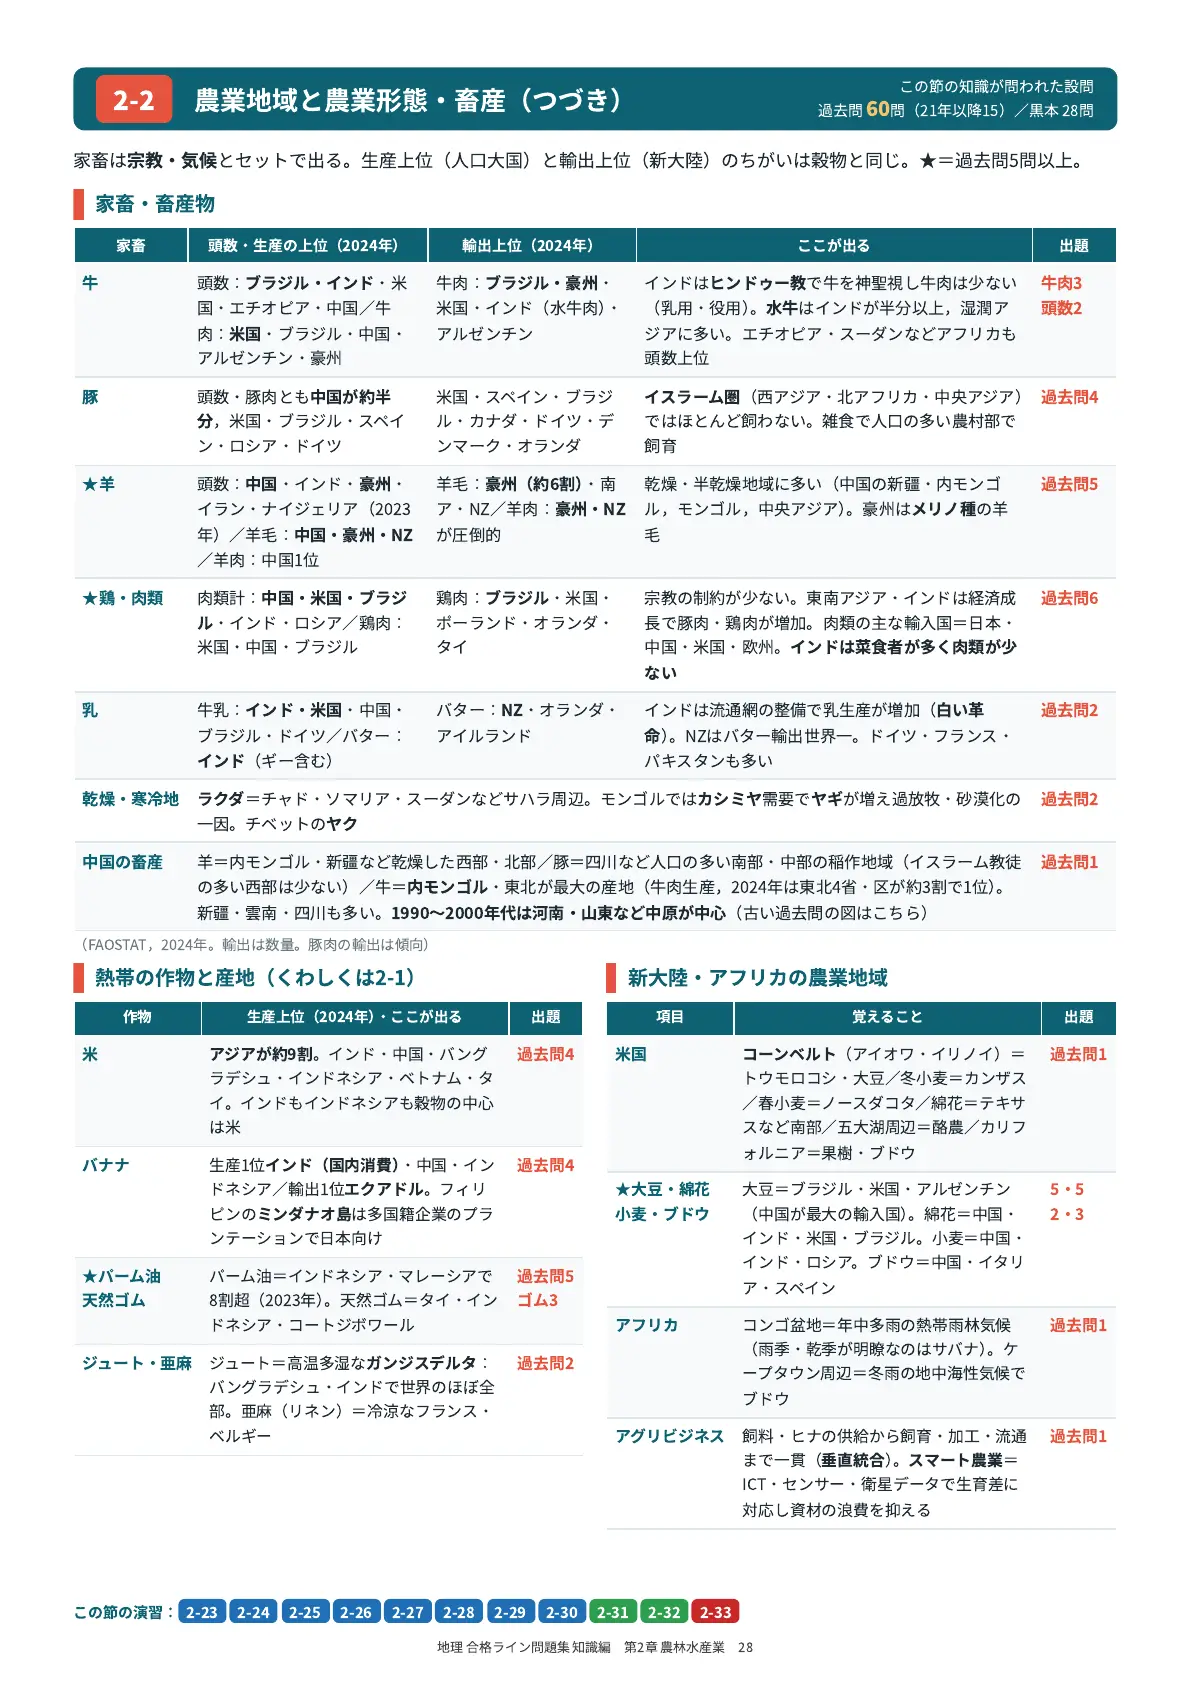 2-2 農業地域と農業形態・畜産（つづき）
この節の知識が問われた設問
過去問 60問（21年以降15）／黒本 28問
家畜は宗教・気候とセットで出る。生産上位（人口大国）と輸出上位（新大陸）のちがいは穀物と同じ。★＝過去問5問以上。
家畜・畜産物
家畜 頭数・生産の上位（2024年） 輸出上位（2024年） ここが出る 出題
牛
頭数：ブラジル・インド・米
国・エチオピア・中国／牛
肉：米国・ブラジル・中国・
アルゼンチン・豪州
牛肉：ブラジル・豪州・
米国・インド（水牛肉）・
アルゼンチン
インドはヒンドゥー教で牛を神聖視し牛肉は少ない
（乳用・役用）。水牛はインドが半分以上，湿潤ア
ジアに多い。エチオピア・スーダンなどアフリカも
頭数上位
牛肉3
頭数2
豚
頭数・豚肉とも中国が約半
分，米国・ブラジル・スペイ
ン・ロシア・ドイツ
米国・スペイン・ブラジ
ル・カナダ・ドイツ・デ
ンマーク・オランダ
イスラーム圏（西アジア・北アフリカ・中央アジア）
ではほとんど飼わない。雑食で人口の多い農村部で
飼育
過去問4
★羊
頭数：中国・インド・豪州・
イラン・ナイジェリア（2023
年）／羊毛：中国・豪州・NZ
／羊肉：中国1位
羊毛：豪州（約6割）・南
ア・NZ／羊肉：豪州・NZ
が圧倒的
乾燥・半乾燥地域に多い（中国の新疆・内モンゴ
ル，モンゴル，中央アジア）。豪州はメリノ種の羊
毛
過去問5
★鶏・肉類
肉類計：中国・米国・ブラジ
ル・インド・ロシア／鶏肉：
米国・中国・ブラジル
鶏肉：ブラジル・米国・
ポーランド・オランダ・
タイ
宗教の制約が少ない。東南アジア・インドは経済成
長で豚肉・鶏肉が増加。肉類の主な輸入国＝日本・
中国・米国・欧州。インドは菜食者が多く肉類が少
ない
過去問6
乳
牛乳：インド・米国・中国・
ブラジル・ドイツ／バター：
インド（ギー含む）
バター：NZ・オランダ・
アイルランド
インドは流通網の整備で乳生産が増加（白い革
命）。NZはバター輸出世界一。ドイツ・フランス・
パキスタンも多い
過去問2
乾燥・寒冷地
ラクダ＝チャド・ソマリア・スーダンなどサハラ周辺。モンゴルではカシミヤ需要でヤギが増え過放牧・砂漠化の
一因。チベットのヤク
過去問2
中国の畜産
羊＝内モンゴル・新疆など乾燥した西部・北部／豚＝四川など人口の多い南部・中部の稲作地域（イスラーム教徒
の多い西部は少ない）／牛＝内モンゴル・東北が最大の産地（牛肉生産，2024年は東北4省・区が約3割で1位）。
新疆・雲南・四川も多い。1990〜2000年代は河南・山東など中原が中心（古い過去問の図はこちら）
過去問1
（FAOSTAT，2024年。輸出は数量。豚肉の輸出は傾向）
熱帯の作物と産地（くわしくは2-1）
作物 生産上位（2024年）・ここが出る 出題
米
アジアが約9割。インド・中国・バング
ラデシュ・インドネシア・ベトナム・タ
イ。インドもインドネシアも穀物の中心
は米
過去問4
バナナ
生産1位インド（国内消費）・中国・イン
ドネシア／輸出1位エクアドル。フィリ
ピンのミンダナオ島は多国籍企業のプラ
ンテーションで日本向け
過去問4
★パーム油
天然ゴム
パーム油＝インドネシア・マレーシアで
8割超（2023年）。天然ゴム＝タイ・イン
ドネシア・コートジボワール
過去問5
ゴム3
ジュート・亜麻
ジュート＝高温多湿なガンジスデルタ：
バングラデシュ・インドで世界のほぼ全
部。亜麻（リネン）＝冷涼なフランス・
ベルギー
過去問2
新大陸・アフリカの農業地域
項目 覚えること 出題
米国
コーンベルト（アイオワ・イリノイ）＝
トウモロコシ・大豆／冬小麦＝カンザス
／春小麦＝ノースダコタ／綿花＝テキサ
スなど南部／五大湖周辺＝酪農／カリフ
ォルニア＝果樹・ブドウ
過去問1
★大豆・綿花
小麦・ブドウ
大豆＝ブラジル・米国・アルゼンチン
（中国が最大の輸入国）。綿花＝中国・
インド・米国・ブラジル。小麦＝中国・
インド・ロシア。ブドウ＝中国・イタリ
ア・スペイン
5・5
2・3
アフリカ
コンゴ盆地＝年中多雨の熱帯雨林気候
（雨季・乾季が明瞭なのはサバナ）。ケ
ープタウン周辺＝冬雨の地中海性気候で
ブドウ
過去問1
アグリビジネス
飼料・ヒナの供給から飼育・加工・流通
まで一貫（垂直統合）。スマート農業＝
ICT・センサー・衛星データで生育差に
対応し資材の浪費を抑える
過去問1
この節の演習： 2-23 2-24 2-25 2-26 2-27 2-28 2-29 2-30 2-31 2-32 2-33
地理 合格ライン問題集 知識編　第2章 農林水産業　28